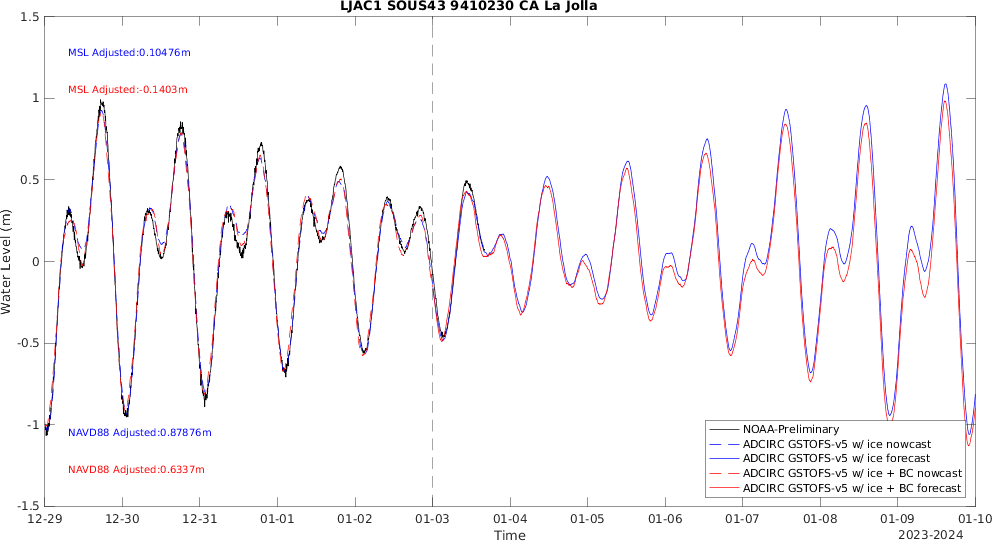 LJAC1 SOUS43 9410230 CA La Jolla
MSL Adjusted:0.10476m
MSL Adjusted:-0.1403m
NAVD88 Adjusted:0.87876m
NAVD88 Adjusted:0.6337m
1.5
1
0.5
0
-0.5
-1
-1.5
Water Level (m)
NOAA-Preliminary
ADCIRC GSTOFS-v5 w/ ice nowcast
ADCIRC GSTOFS-v5 w/ ice forecast
ADCIRC GSTOFS-v5 w/ ice + BC nowcast
ADCIRC GSTOFS-v5 w/ ice + BC forecast
12-29 12-30 12-31 01-01 01-02 01-03 01-04 01-05 01-06 01-07 01-08 01-09 01-10
Time
2023-2024